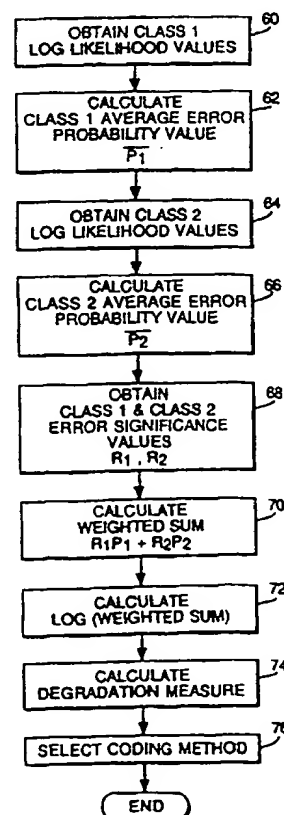 60
OBTAIN CLASS 1
LOG LIKELIHOOD VALUES
62
CALCULATE
CLASS 1 AVERAGE ERROR
PROBABILITY VALUE
P1
64
OBTAIN CLASS 2
LOG LIKELIHOOD VALUES
66
CALCULATE
CLASS 2 AVERAGE ERROR
PROBABILITY VALUE
P2
68
OBTAIN
CLASS 1 & CLASS 2
ERROR SIGNIFICANCE
VALUES
R1 , R2
70
CALCULATE
WEIGHTED SUM
R1P1 + R2P2
72
CALCULATE
LOG (WEIGHTED SUM)
74
CALCULATE
DEGRADATION MEASURE
76
SELECT CODING METHOD
END